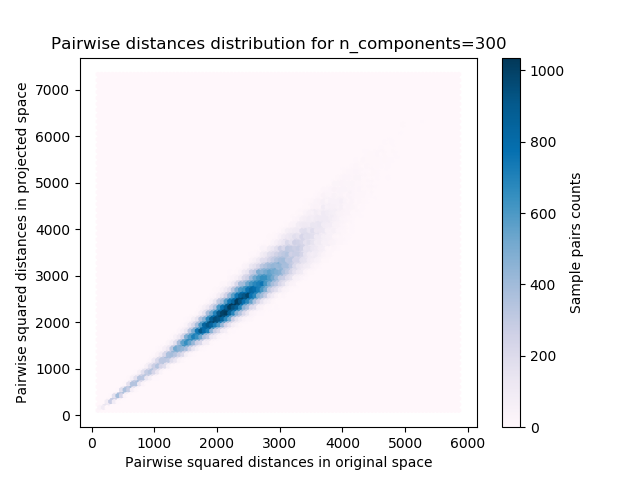 Pairwise distances distribution for n_components=300
Pairwise squared distances in projected space
7000
6000
5000
4000
3000
2000
1000
0
0 1000 2000 3000 4000 5000 6000
Pairwise squared distances in original space
1000
800
600
400
200
0
Sample pairs counts